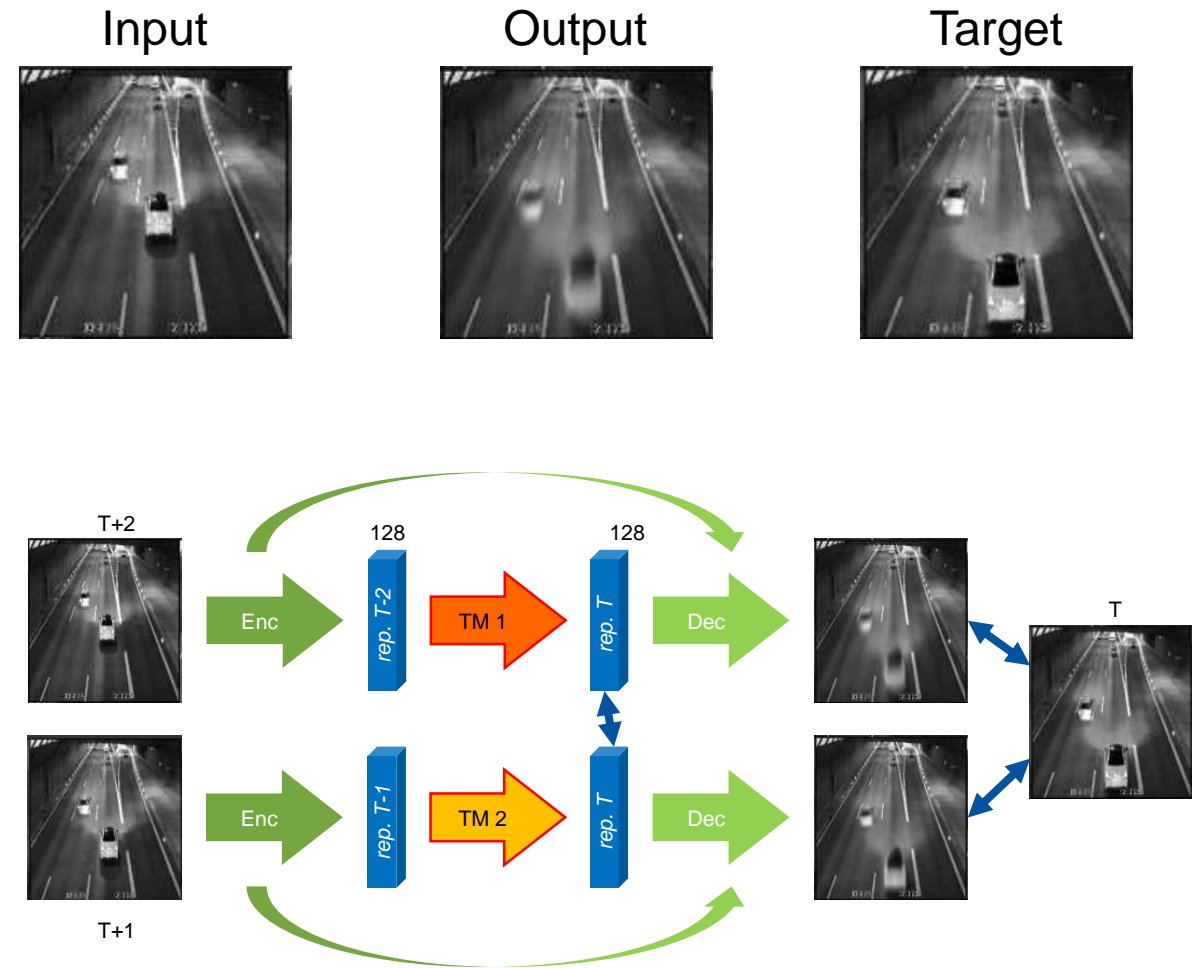 Input
Output
Target
T+2
128
128
Enc
rep. T-2
TM 1
rep. T
Dec
T
Enc
rep. T-1
TM 2
rep. T
Dec
T+1